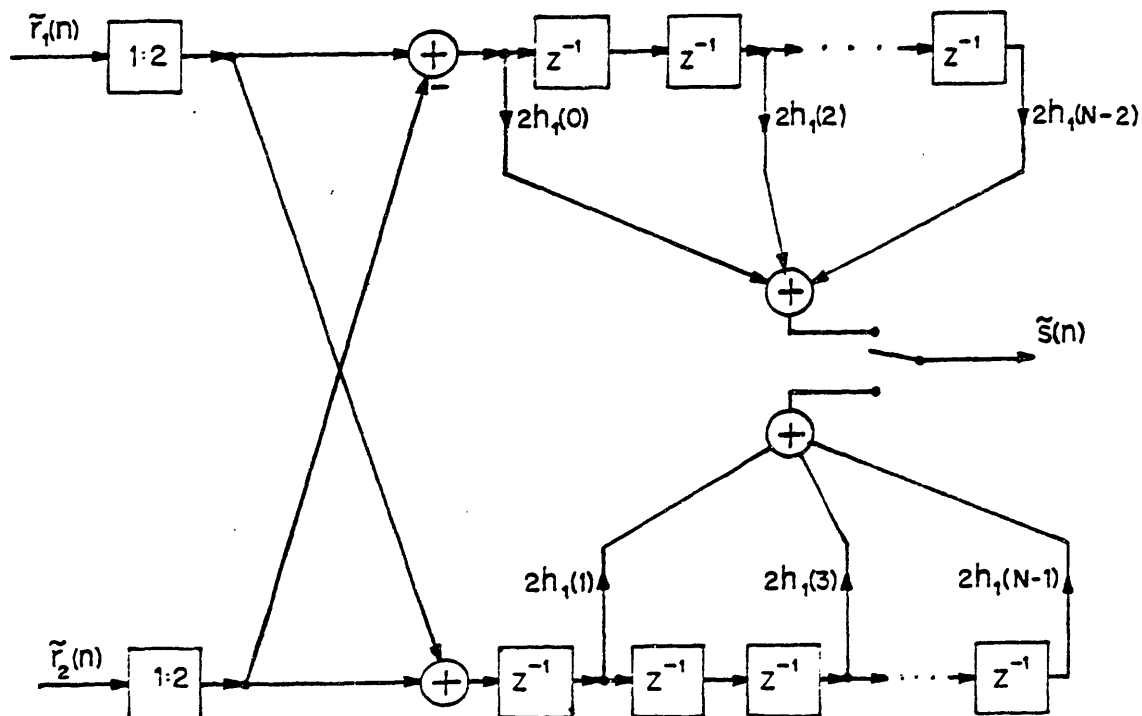 r̃₁(n)
1:2
+
−
z⁻¹
z⁻¹
· · · ·
z⁻¹
2h₁(0)
2h₁(2)
2h₁(N-2)
+
s̃(n)
+
2h₁(1)
2h₁(3)
2h₁(N-1)
r̃₂(n)
1:2
+
z⁻¹
z⁻¹
z⁻¹
· · · ·
z⁻¹